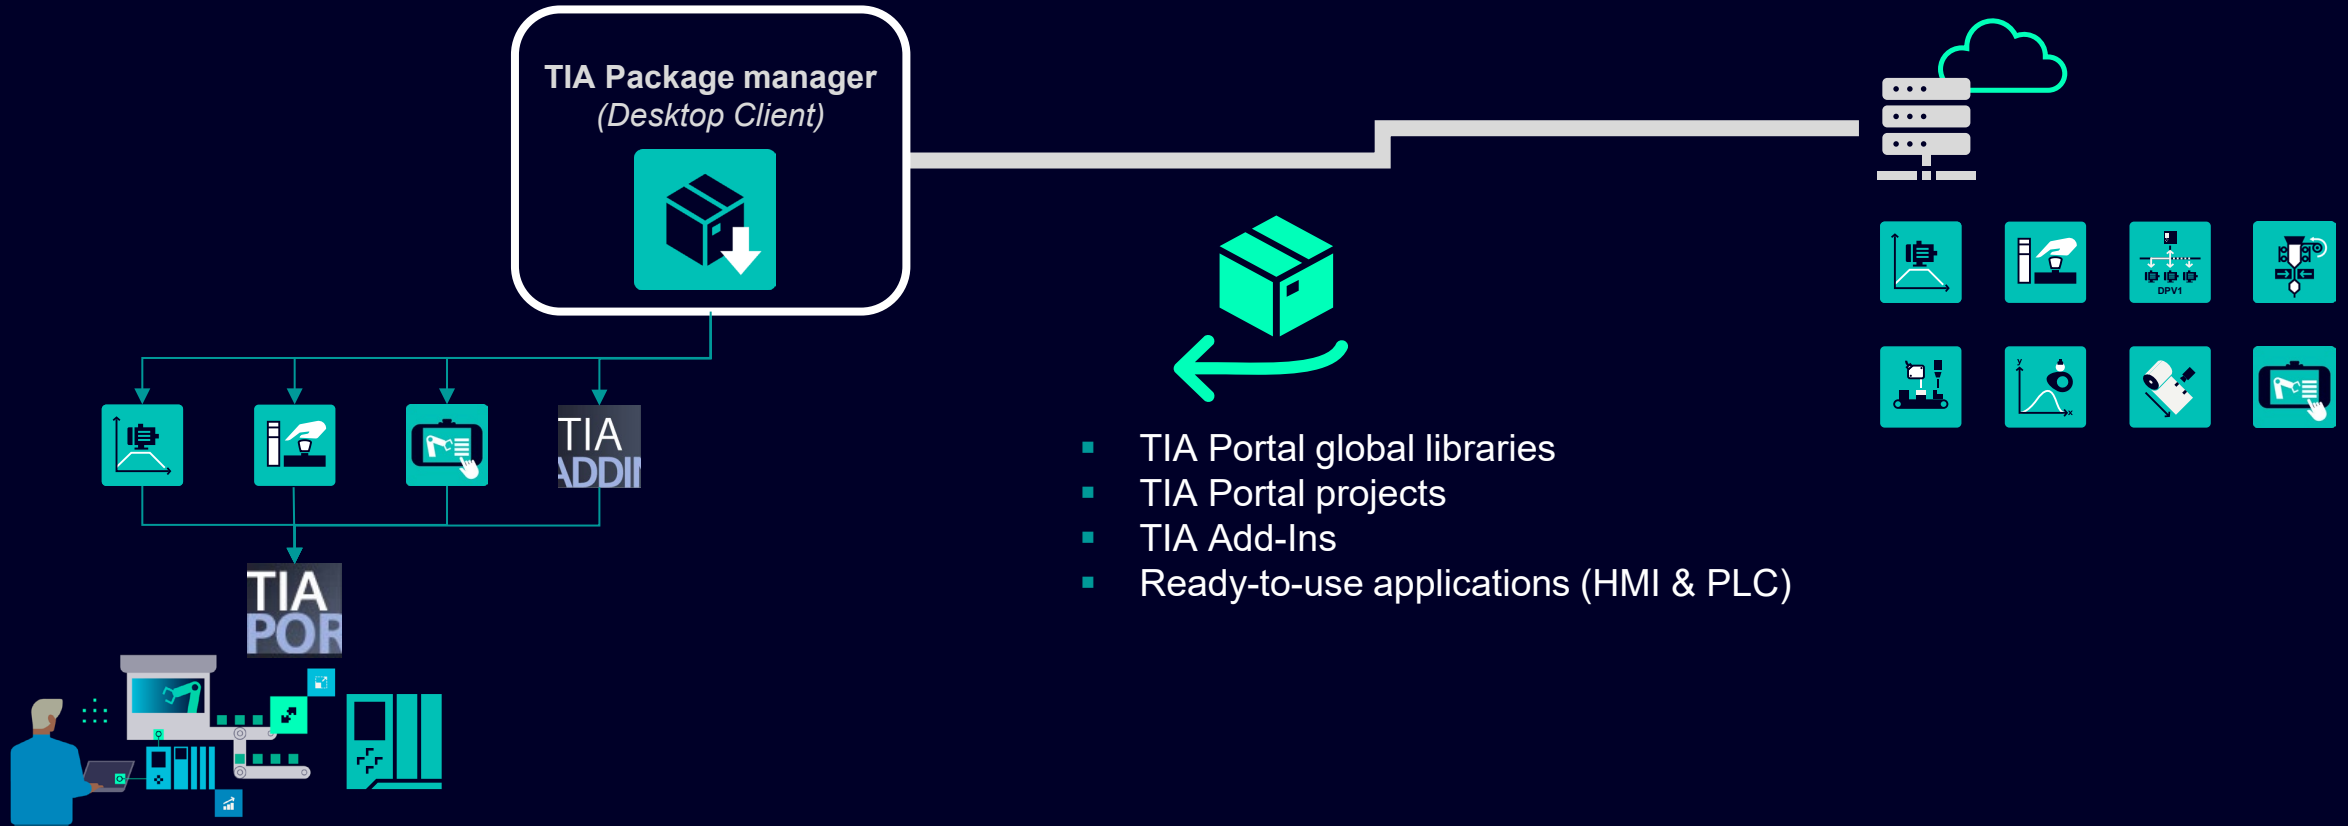 TIA Package manager
(Desktop Client)
DPV1
y
x
TIA
ADDIN
TIA Portal global libraries
TIA Portal projects
TIA Add-Ins
Ready-to-use applications (HMI & PLC)
TIA
POR